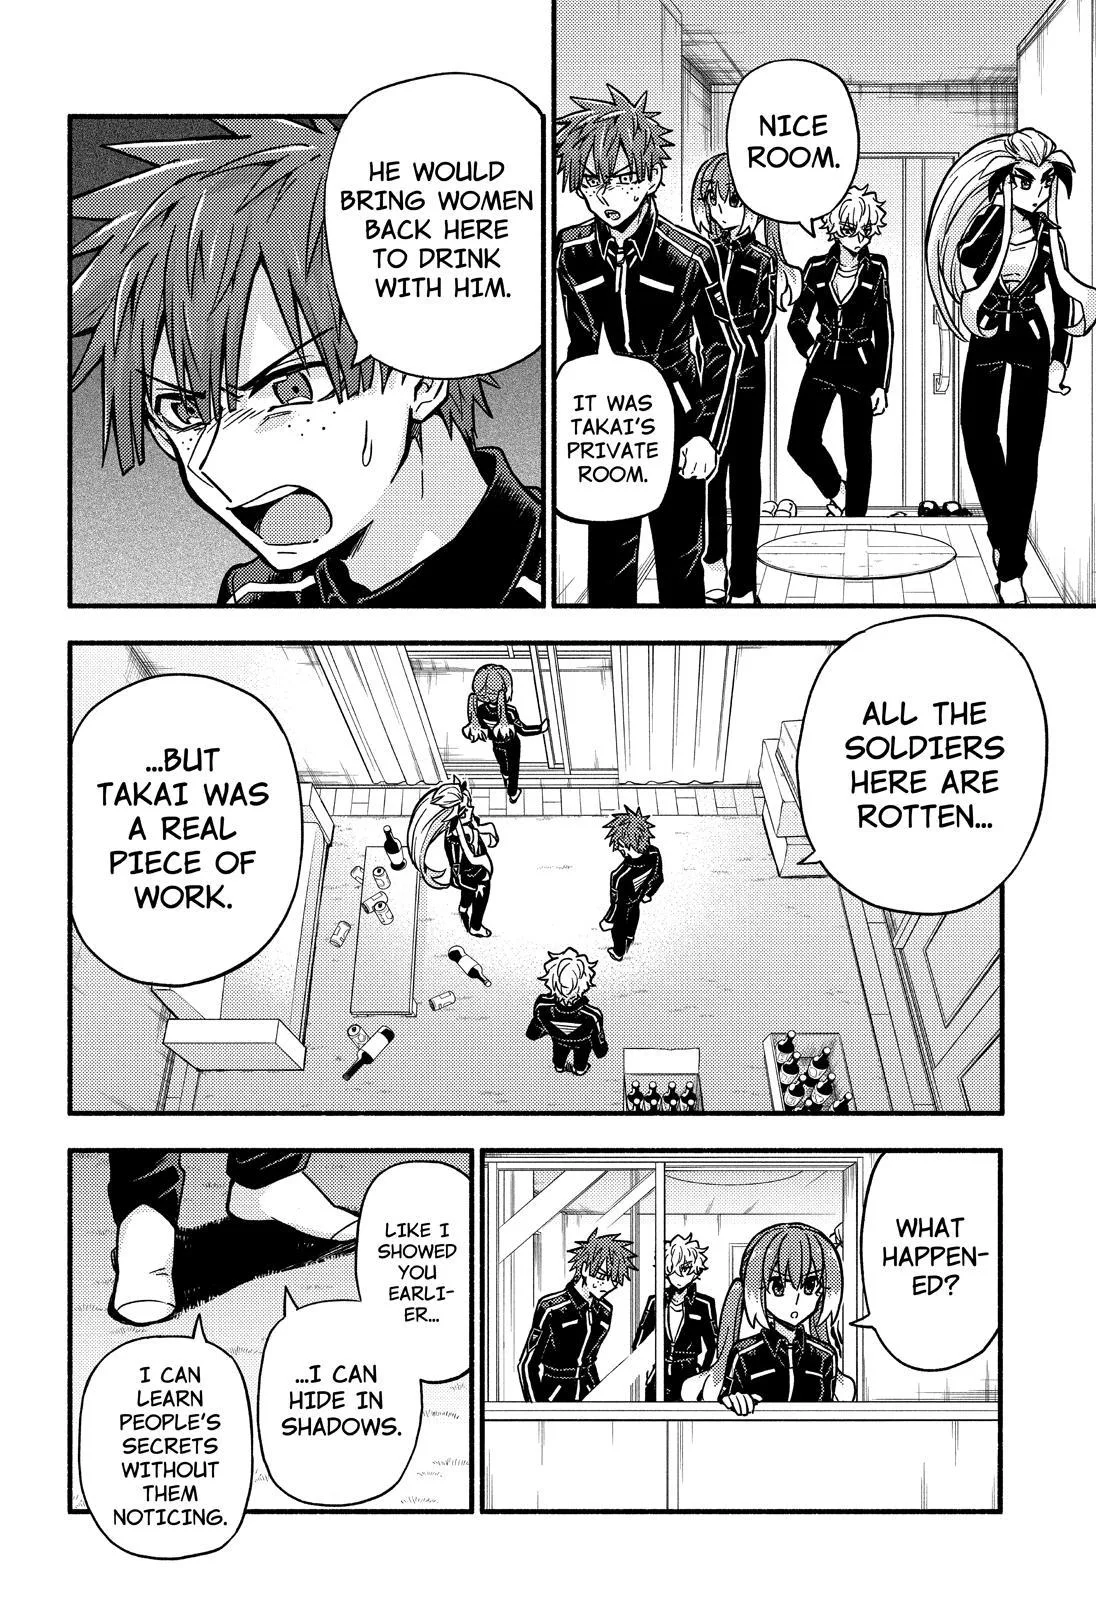 NICE
ROOM.
IT WAS
TAKAI'S
PRIVATE
ROOM.
HE WOULD
BRING WOMEN
BACK HERE
TO DRINK
WITH HIM.
ALL THE
SOLDIERS
HERE ARE
ROTTEN...
...BUT
TAKAI WAS
A REAL
PIECE OF
WORK.
WHAT
HAPPEN-
ED?
LIKE I
SHOWED
YOU
EARLI-
ER...
...I CAN
HIDE IN
SHADOWS.
I CAN
LEARN
PEOPLE'S
SECRETS
WITHOUT
THEM
NOTICING.